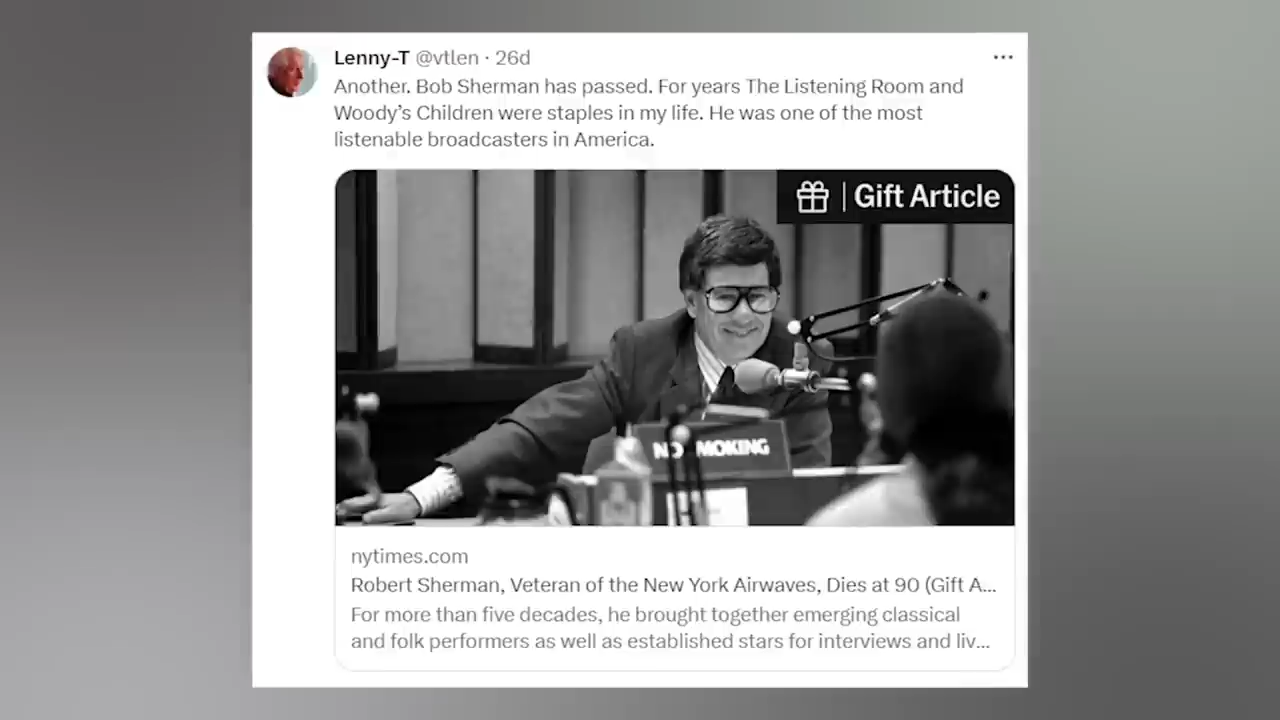 Lenny-T @vtlen · 26d
Another. Bob Sherman has passed. For years The Listening Room and
Woody’s Children were staples in my life. He was one of the most
listenable broadcasters in America.
Gift Article
NO MOKING
nytimes.com
Robert Sherman, Veteran of the New York Airwaves, Dies at 90 (Gift A...
For more than five decades, he brought together emerging classical
and folk performers as well as established stars for interviews and liv...